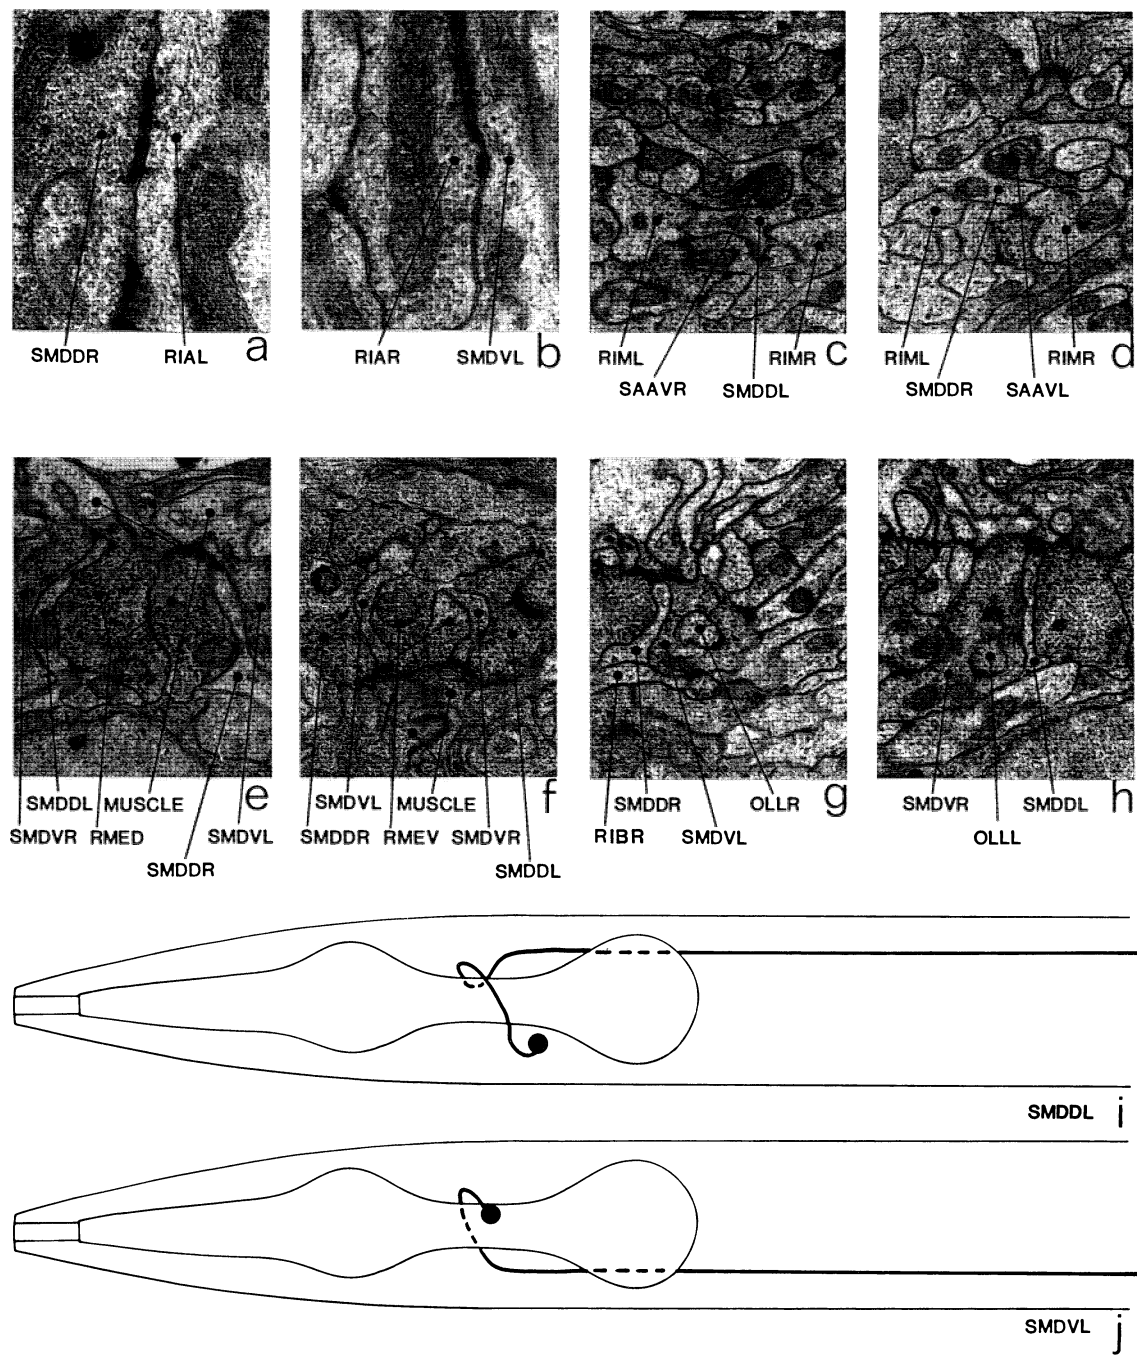 SMDDR RIAL a
RIAR SMDVL b
RIML RIMR c
SAAVR SMDDL
RIML RIMR d
SMDDR SAAVL
SMDDL MUSCLE e
SMDVR RMED SMDVL
SMDDR
SMDVL MUSCLE f
SMDDR RMEV SMDVR
SMDDL
SMDDR OLLR g
RIBR SMDVL
SMDVR SMDDL h
OLLL
SMDDL i
SMDVL j